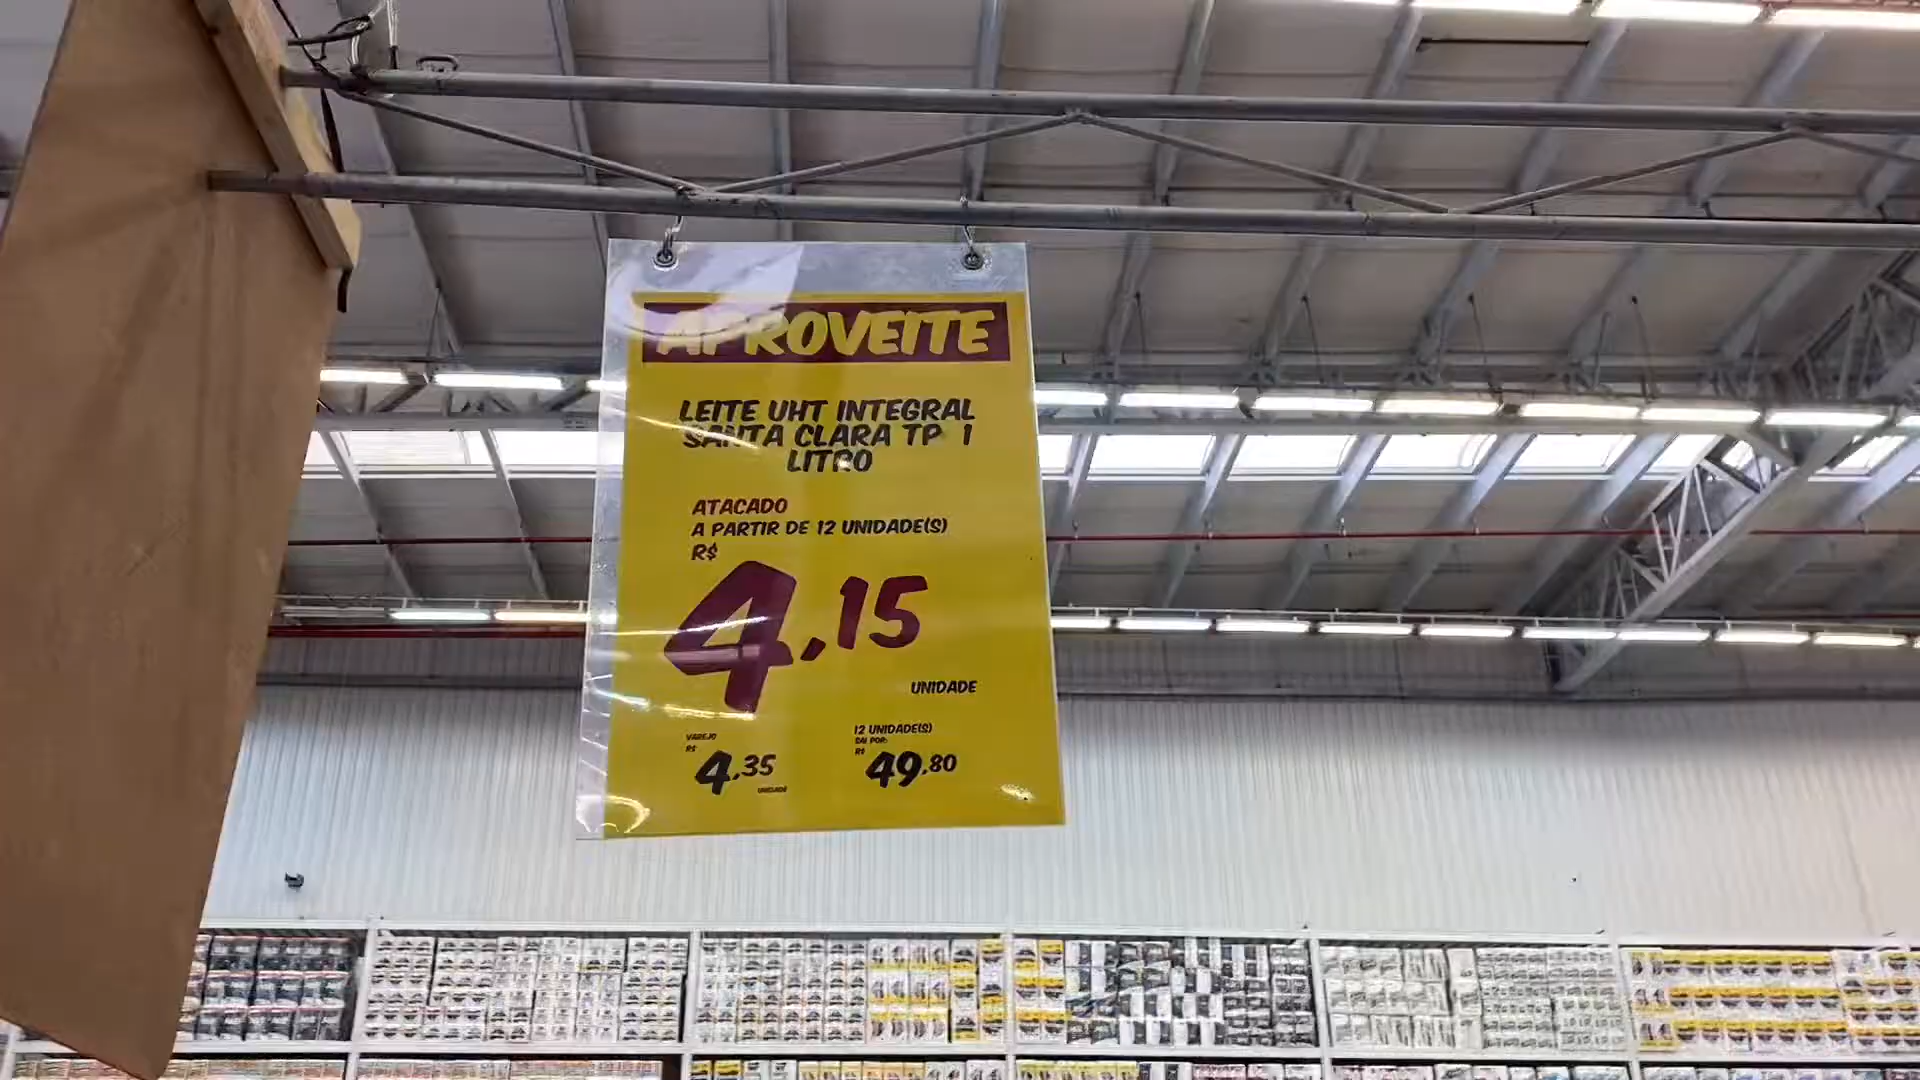 APROVEITE
LEITE UHT INTEGRAL
SANTA CLARA TP 1
LITRO
ATACADO
A PARTIR DE 12 UNIDADE(S)
R$
4,15
UNIDADE
VAREJO
R$
4,35
UNIDADE
12 UNIDADE(S)
SAI POR:
R$
49,80